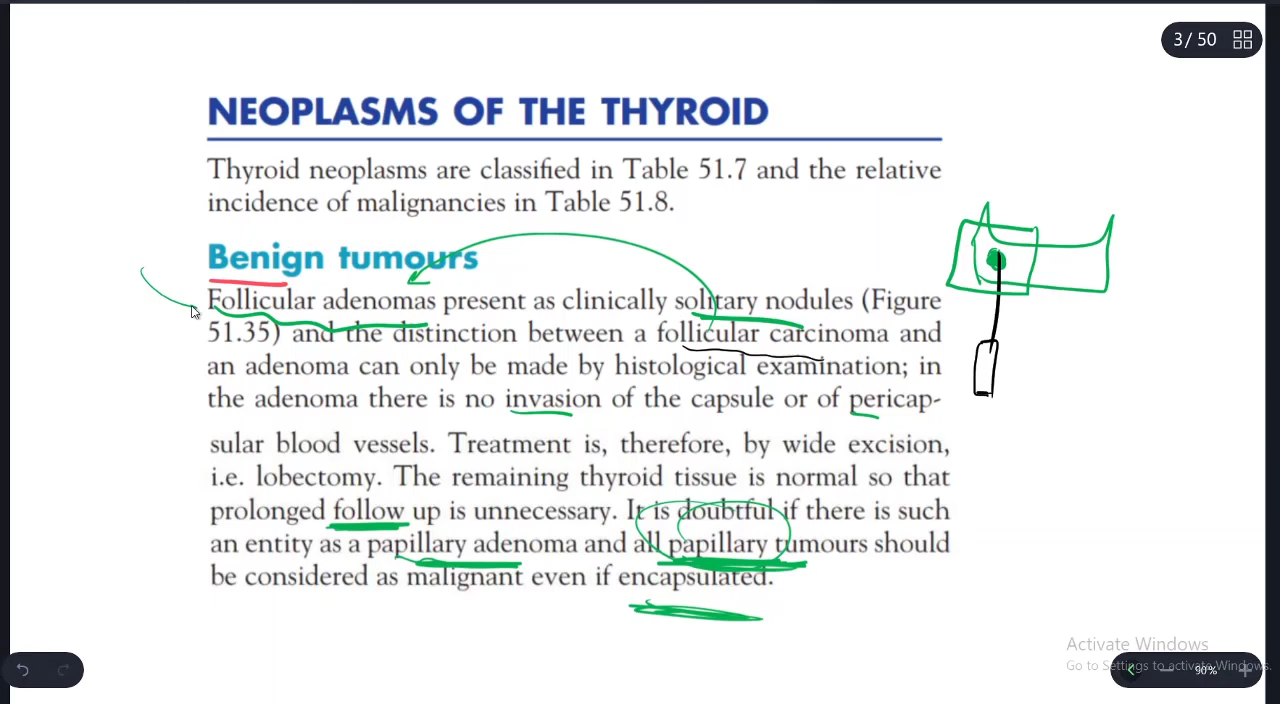 3/ 50
NEOPLASMS OF THE THYROID
Thyroid neoplasms are classified in Table 51.7 and the relative
incidence of malignancies in Table 51.8.
Benign tumours
Follicular adenomas present as clinically solitary nodules (Figure
51.35) and the distinction between a follicular carcinoma and
an adenoma can only be made by histological examination; in
the adenoma there is no invasion of the capsule or of pericap-
sular blood vessels. Treatment is, therefore, by wide excision,
i.e. lobectomy. The remaining thyroid tissue is normal so that
prolonged follow up is unnecessary. It is doubtful if there is such
an entity as a papillary adenoma and all papillary tumours should
be considered as malignant even if encapsulated.
Activate Windows
Go to Settings to activate Windows.
90%